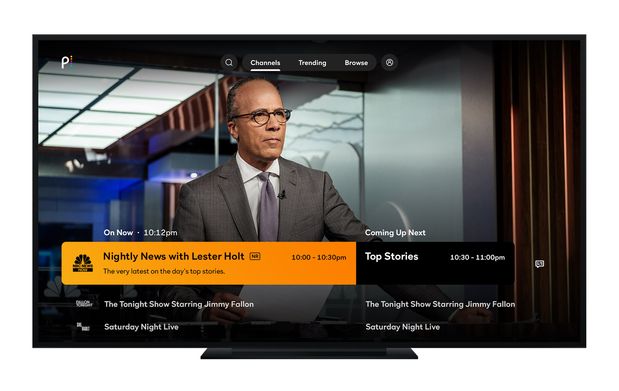 p
Channels
Trending
Browse
On Now · 10:12pm
Coming Up Next
Nightly News with Lester Holt NR 10:00 - 10:30pm
Top Stories 10:30 - 11:00pm
The very latest on the day's top stories.
NBC NEWS
NOW
FALLON
TONIGHT
The Tonight Show Starring Jimmy Fallon
The Tonight Show Starring Jimmy Fallon
Saturday Night Live
Saturday Night Live